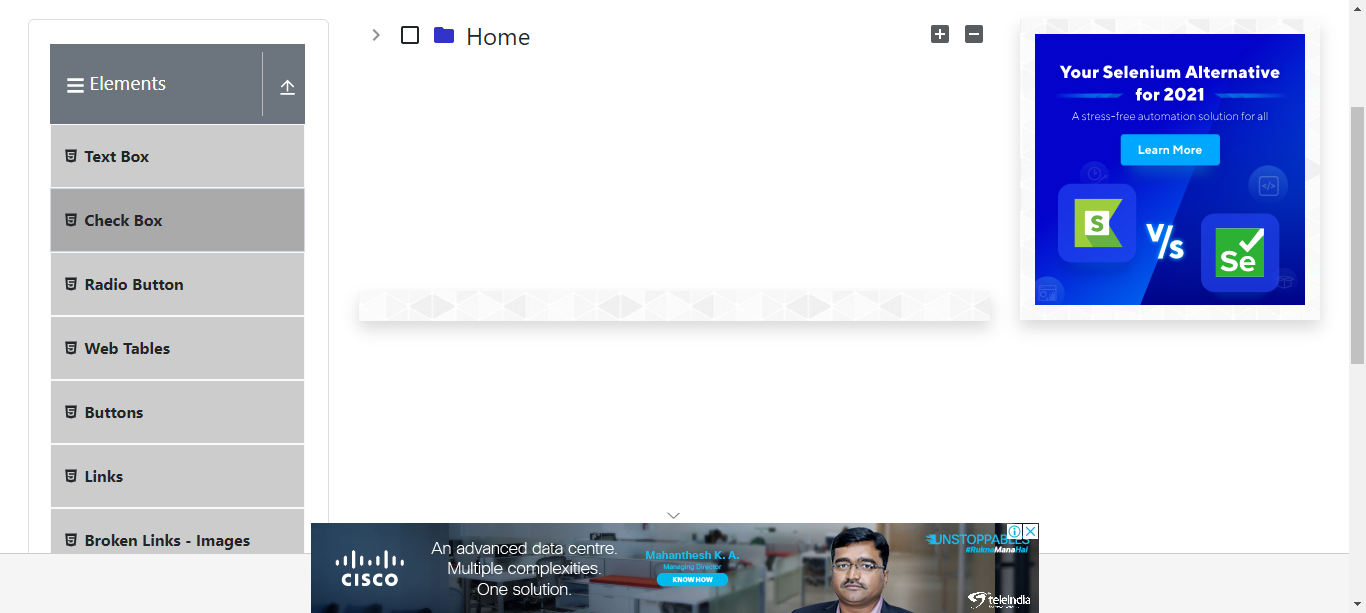 Elements
Text Box
Check Box
Radio Button
Web Tables
Buttons
Links
Broken Links - Images
Home
Your Selenium Alternative
for 2021
A stress-free automation solution for all
Learn More
S
V/S
Se
CISCO
An advanced data centre.
Multiple complexities.
One solution.
Mahanthesh K. A.
Managing Director
KNOW HOW
UNSTOPPABLES
#RuknaManaHai
teleindia